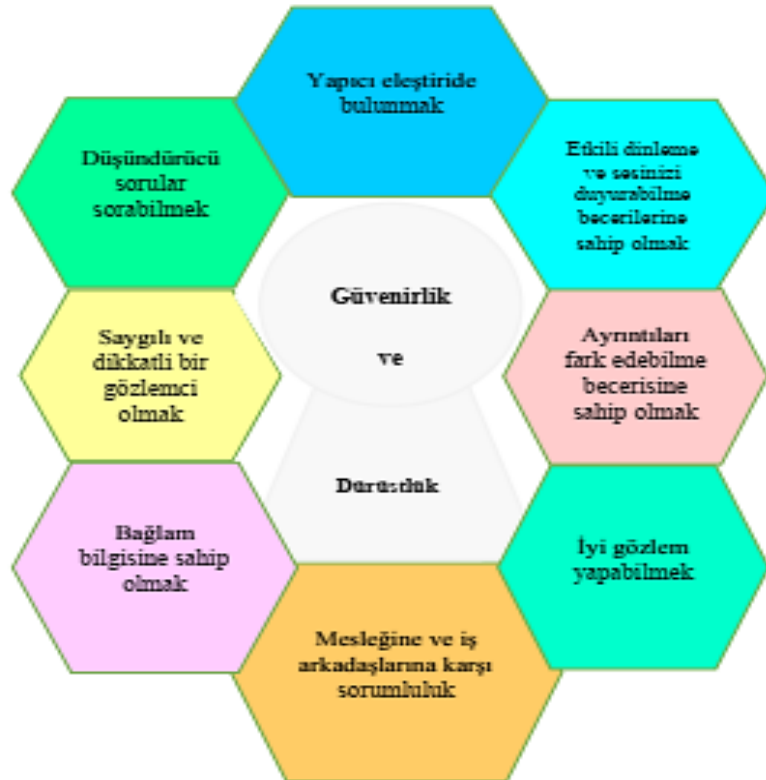 Yapıcı eleştiride
bulunmak
Etkili dinleme
ve sesinizi
duyurabilme
becerilerine
sahip olmak
Ayrıntıları
fark edebilme
becerisine
sahip olmak
İyi gözlem
yapabilmek
Mesleğine ve iş
arkadaşlarına karşı
sorumluluk
Bağlam
bilgisine sahip
olmak
Saygılı ve
dikkatli bir
gözlemci
olmak
Düşündürücü
sorular
sorabilmek
Güvenirlik
ve
Dürüstlük